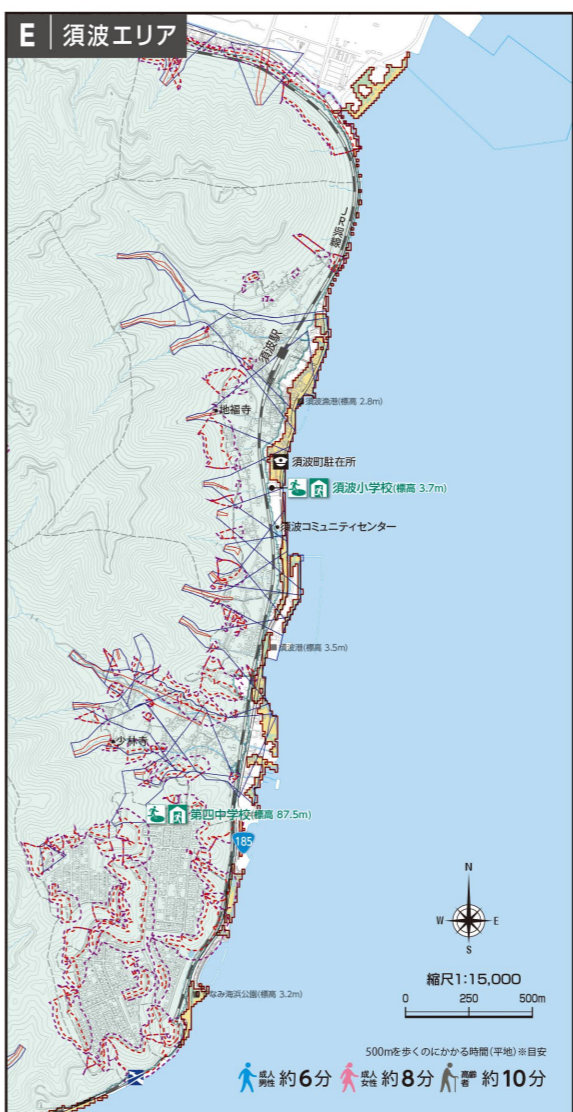 E 須波エリア
JR呉線
須波駅
須波漁港(標高 2.8m)
地福寺
須波町駐在所
須波小学校(標高 3.7m)
須波コミュニティセンター
須波港(標高 3.5m)
少林寺
第四中学校(標高 87.5m)
185
N
W E
S
縮尺1:15,000
0 250 500m
なみ海浜公園(標高 3.2m)
500mを歩くのにかかる時間(平地)※目安
成人男性 約6分 成人女性 約8分 高齢者 約10分